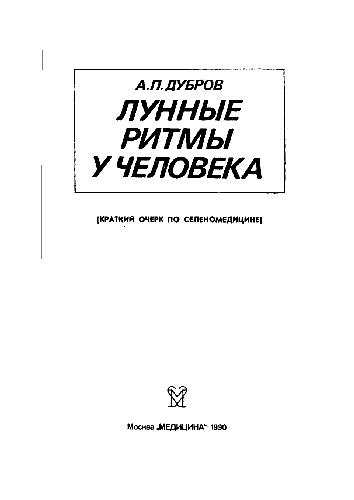 А.П.ДУБРОВ
ЛУННЫЕ
РИТМЫ
У ЧЕЛОВЕКА
[КРАТКИЙ ОЧЕРК ПО СЕЛЕНОМЕДИЦИНЕ]
Москва „МЕДИЦИНА" 1990